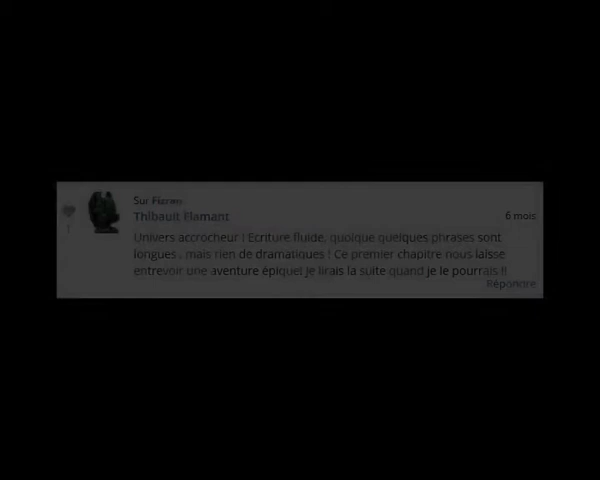 Sur Fizran
Thibault Flamant
6 mois
Univers accrocheur ! Ecriture fluide, quoique quelques phrases sont
longues , mais rien de dramatiques ! Ce premier chapitre nous laisse
entrevoir une aventure épique! Je lirais la suite quand je le pourrais !!
Répondre